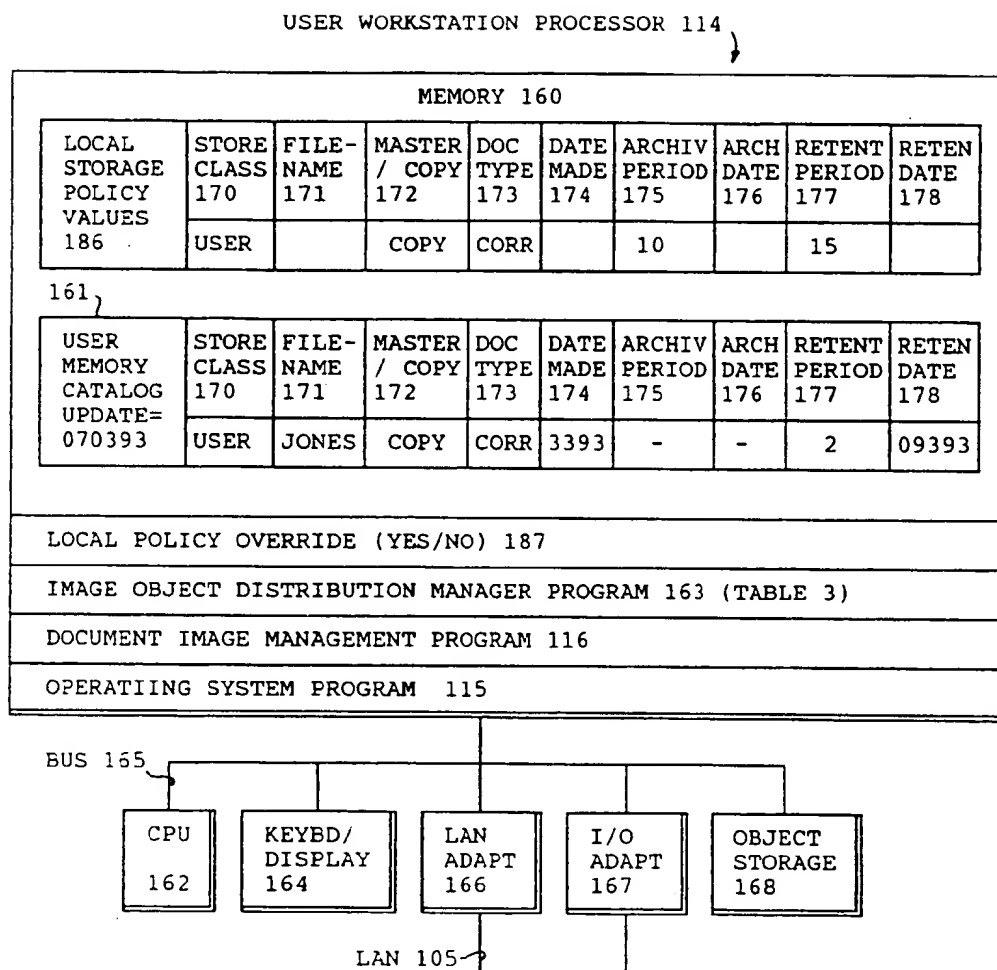 USER WORKSTATION PROCESSOR 114
MEMORY 160
LOCAL STORAGE POLICY VALUES 186
STORE CLASS 170
FILE-NAME 171
MASTER / COPY 172
DOC TYPE 173
DATE MADE 174
ARCHIV PERIOD 175
ARCH DATE 176
RETENT PERIOD 177
RETEN DATE 178
USER COPY CORR 10 15
161
USER MEMORY CATALOG UPDATE= 070393
STORE CLASS 170
FILE-NAME 171
MASTER / COPY 172
DOC TYPE 173
DATE MADE 174
ARCHIV PERIOD 175
ARCH DATE 176
RETENT PERIOD 177
RETEN DATE 178
USER JONES COPY CORR 3393 - - 2 09393
LOCAL POLICY OVERRIDE (YES/NO) 187
IMAGE OBJECT DISTRIBUTION MANAGER PROGRAM 163 (TABLE 3)
DOCUMENT IMAGE MANAGEMENT PROGRAM 116
OPERATIING SYSTEM PROGRAM 115
BUS 165
CPU 162
KEYBD/ DISPLAY 164
LAN ADAPT 166
I/O ADAPT 167
OBJECT STORAGE 168
LAN 105